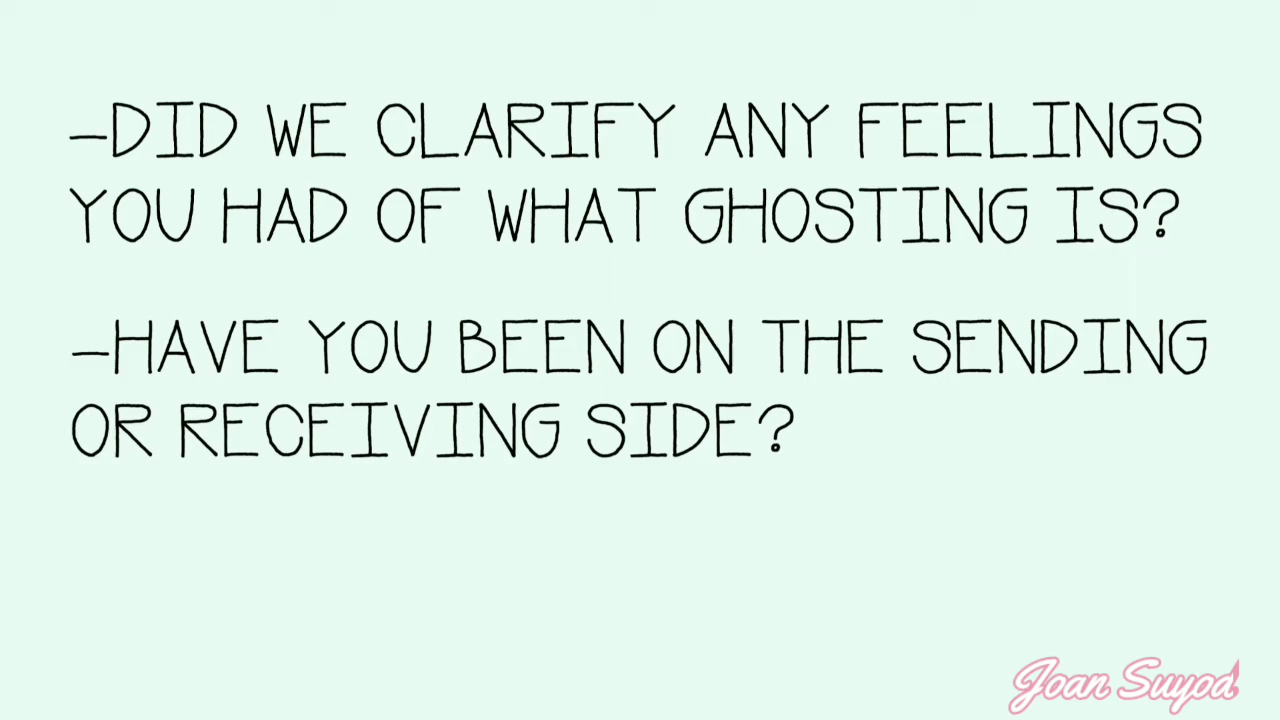 -DID WE CLARIFY ANY FEELINGS
YOU HAD OF WHAT GHOSTING IS?
-HAVE YOU BEEN ON THE SENDING
OR RECEIVING SIDE?
Joan Suyod